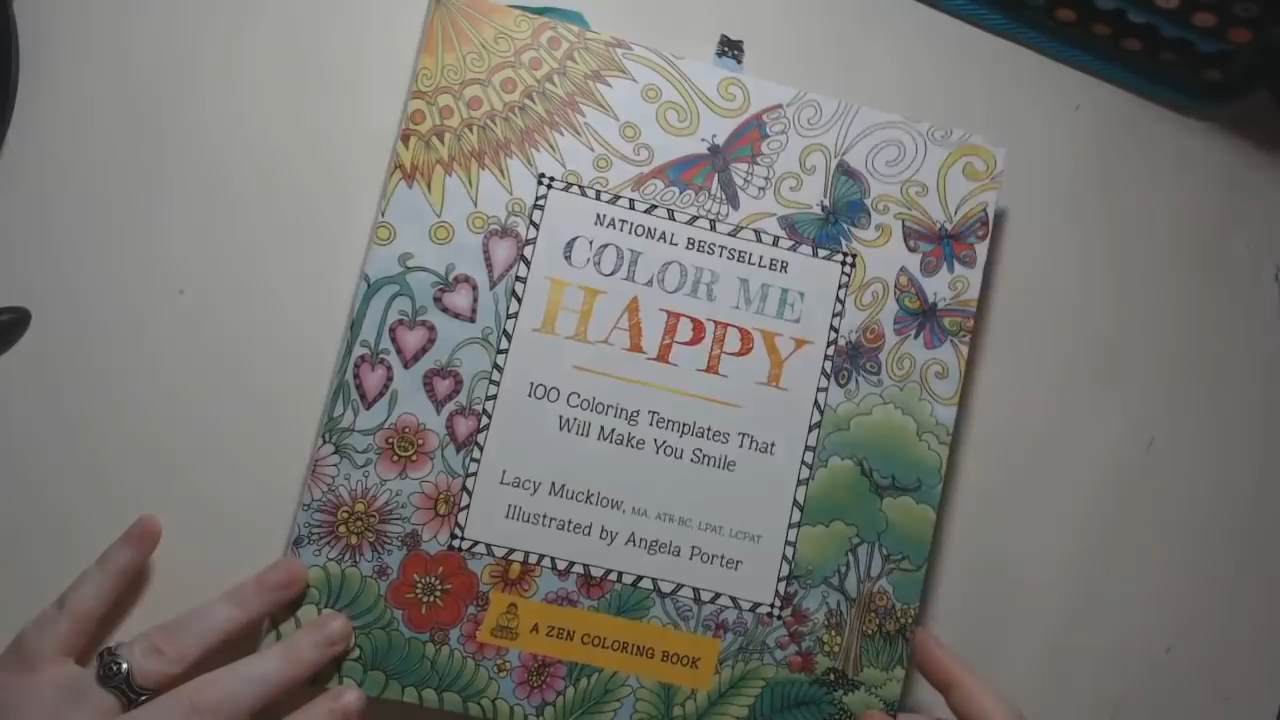 NATIONAL BESTSELLER
COLOR ME
HAPPY
100 Coloring Templates That
Will Make You Smile
Lacy Mucklow, MA, ATR-BC, LPAT, LCPAT
Illustrated by Angela Porter
A ZEN COLORING BOOK